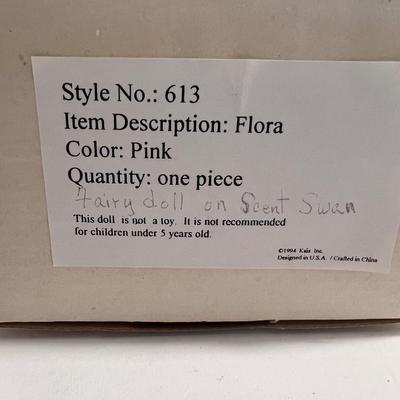 Style No.: 613
Item Description: Flora
Color: Pink
Quantity: one piece
Fairy doll on Scent Swan
This doll is not a toy. It is not recommended
for children under 5 years old.
©1994 Kais Inc.
Designed in U.S.A. / Crafted in China